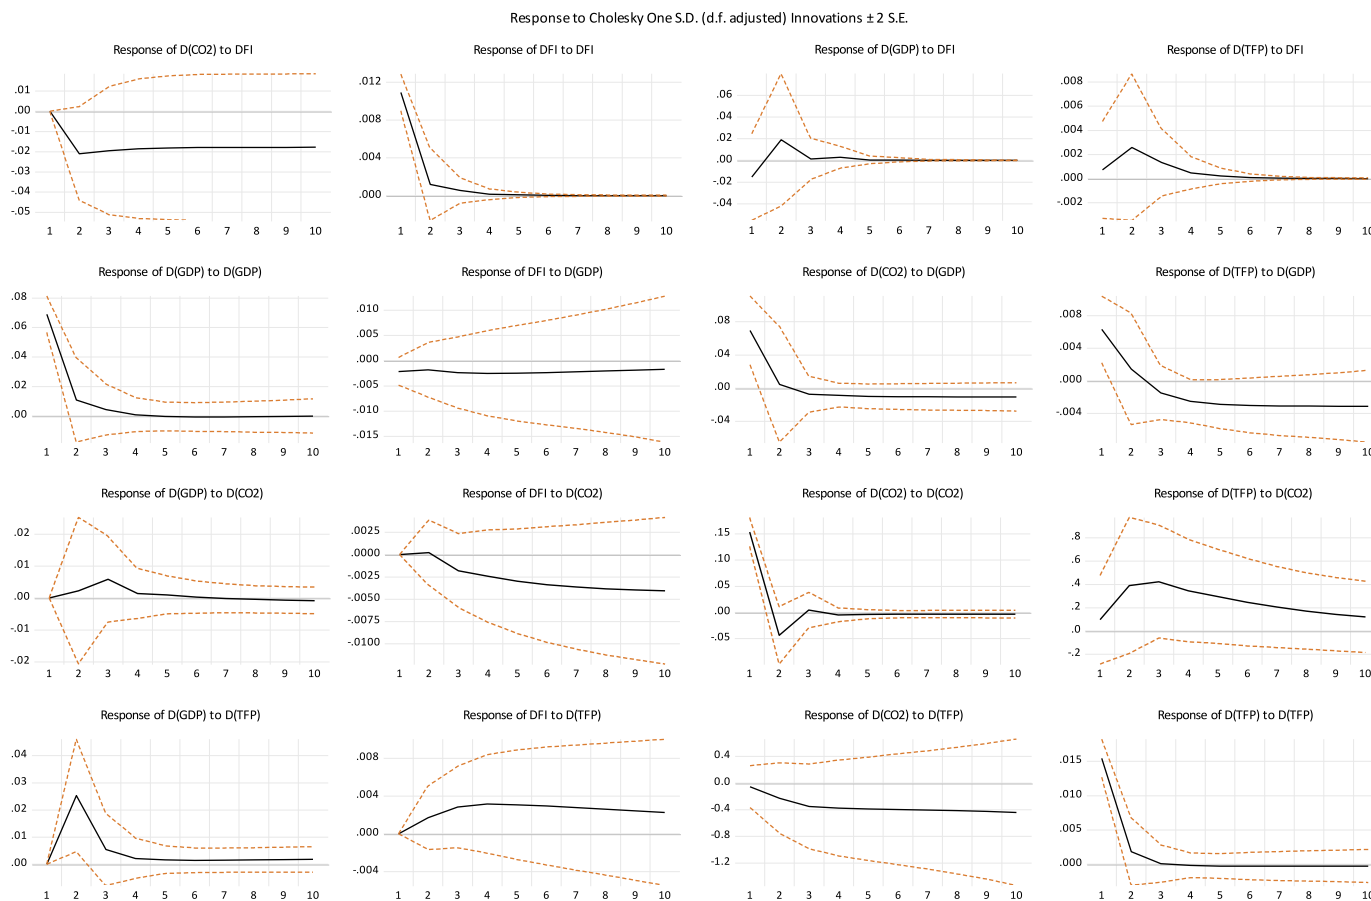 Response to Cholesky One S.D. (d.f. adjusted) Innovations ± 2 S.E.
Response of D(CO2) to DFI
.01
.00
-.01
-.02
-.03
-.04
-.05
1 2 3 4 5 6 7 8 9 10
Response of DFI to DFI
.012
.008
.004
.000
1 2 3 4 5 6 7 8 9 10
Response of D(GDP) to DFI
.06
.04
.02
.00
-.02
-.04
1 2 3 4 5 6 7 8 9 10
Response of D(TFP) to DFI
.008
.006
.004
.002
.000
-.002
1 2 3 4 5 6 7 8 9 10
Response of D(GDP) to D(GDP)
.08
.06
.04
.02
.00
1 2 3 4 5 6 7 8 9 10
Response of DFI to D(GDP)
.010
.005
.000
-.005
-.010
-.015
1 2 3 4 5 6 7 8 9 10
Response of D(CO2) to D(GDP)
.08
.04
.00
-.04
1 2 3 4 5 6 7 8 9 10
Response of D(TFP) to D(GDP)
.008
.004
.000
-.004
1 2 3 4 5 6 7 8 9 10
Response of D(GDP) to D(CO2)
.02
.01
.00
-.01
-.02
1 2 3 4 5 6 7 8 9 10
Response of DFI to D(CO2)
.0025
.0000
-.0025
-.0050
-.0075
-.0100
1 2 3 4 5 6 7 8 9 10
Response of D(CO2) to D(CO2)
.15
.10
.05
.00
-.05
1 2 3 4 5 6 7 8 9 10
Response of D(TFP) to D(CO2)
.8
.6
.4
.2
.0
-.2
1 2 3 4 5 6 7 8 9 10
Response of D(GDP) to D(TFP)
.04
.03
.02
.01
.00
1 2 3 4 5 6 7 8 9 10
Response of DFI to D(TFP)
.008
.004
.000
-.004
1 2 3 4 5 6 7 8 9 10
Response of D(CO2) to D(TFP)
0.4
0.0
-0.4
-0.8
-1.2
1 2 3 4 5 6 7 8 9 10
Response of D(TFP) to D(TFP)
.015
.010
.005
.000
1 2 3 4 5 6 7 8 9 10